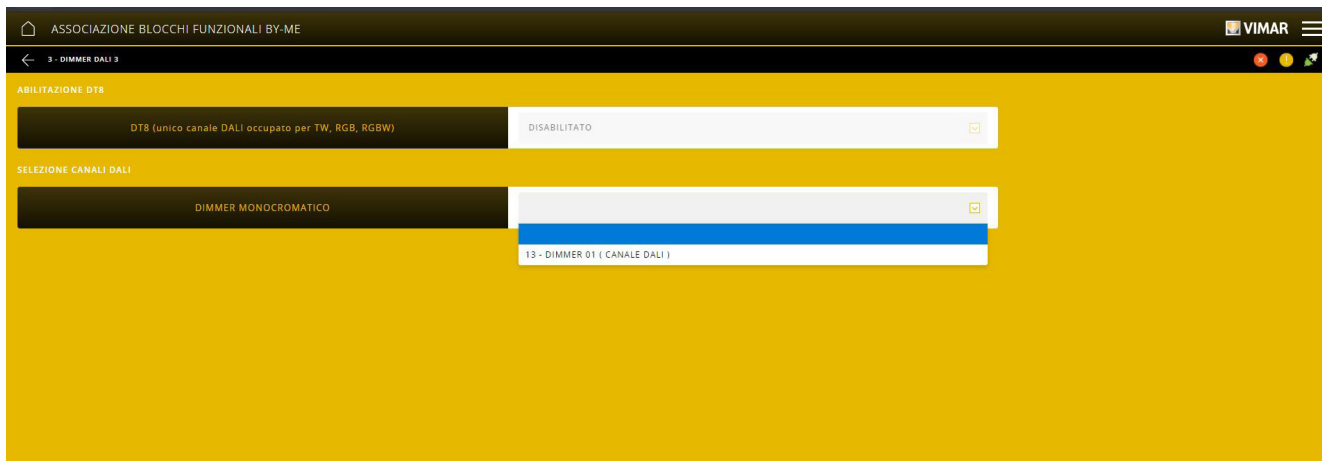 ASSOCIAZIONE BLOCCHI FUNZIONALI BY-ME
VIMAR
3 - DIMMER DALI 3
ABILITAZIONE DT8
DT8 (unico canale DALI occupato per TW, RGB, RGBW)
DISABILITATO
SELEZIONE CANALI DALI
DIMMER MONOCROMATICO
13 - DIMMER 01 ( CANALE DALI )